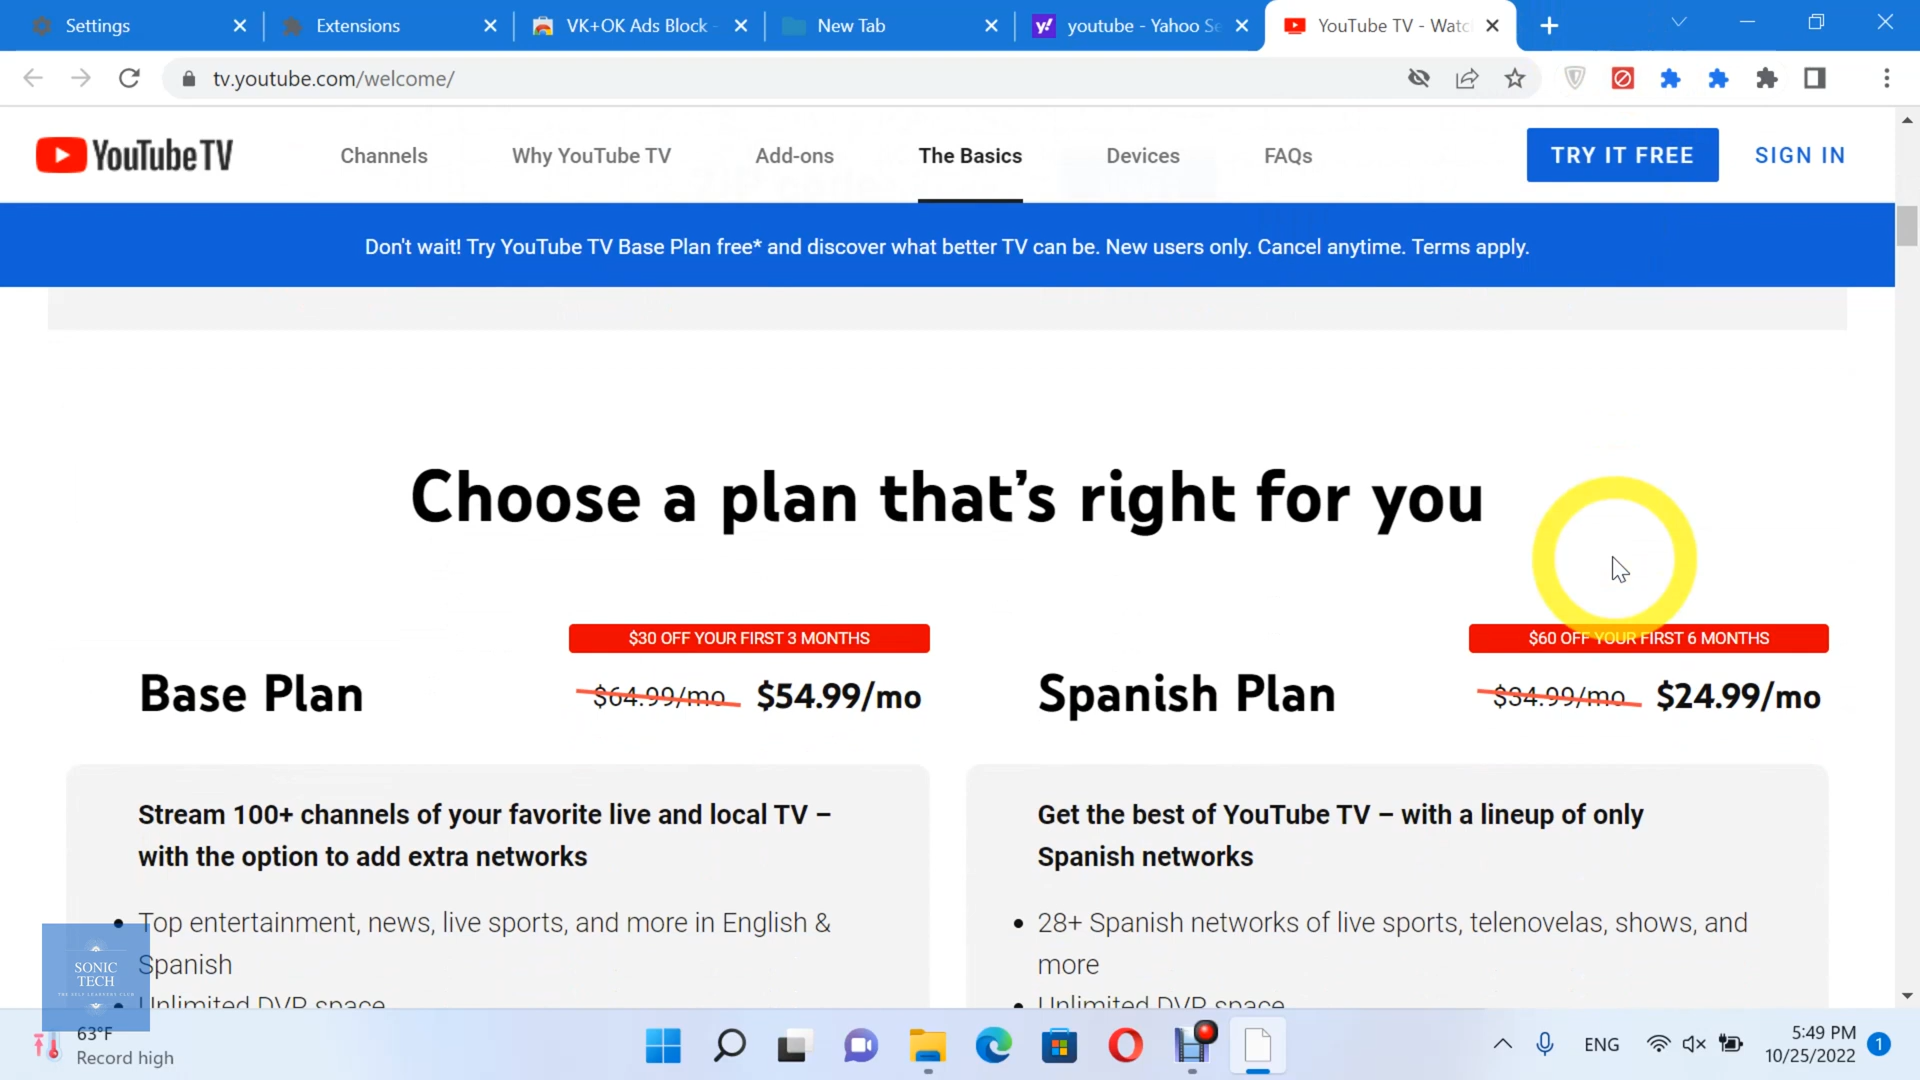 Settings
Extensions
VK+OK Ads Block -
New Tab
youtube - Yahoo Se
YouTube TV - Watc
tv.youtube.com/welcome/
YouTube TV
Channels
Why YouTube TV
Add-ons
The Basics
Devices
FAQs
TRY IT FREE
SIGN IN
Don't wait! Try YouTube TV Base Plan free* and discover what better TV can be. New users only. Cancel anytime. Terms apply.
Choose a plan that's right for you
$30 OFF YOUR FIRST 3 MONTHS
Base Plan
$64.99/mo $54.99/mo
Stream 100+ channels of your favorite live and local TV –
with the option to add extra networks
• Top entertainment, news, live sports, and more in English &
Spanish
• Unlimited DVR space
$60 OFF YOUR FIRST 6 MONTHS
Spanish Plan
$34.99/mo $24.99/mo
Get the best of YouTube TV – with a lineup of only
Spanish networks
• 28+ Spanish networks of live sports, telenovelas, shows, and
more
• Unlimited DVR space
SONIC
TECH
63°F
Record high
ENG
5:49 PM
10/25/2022
1